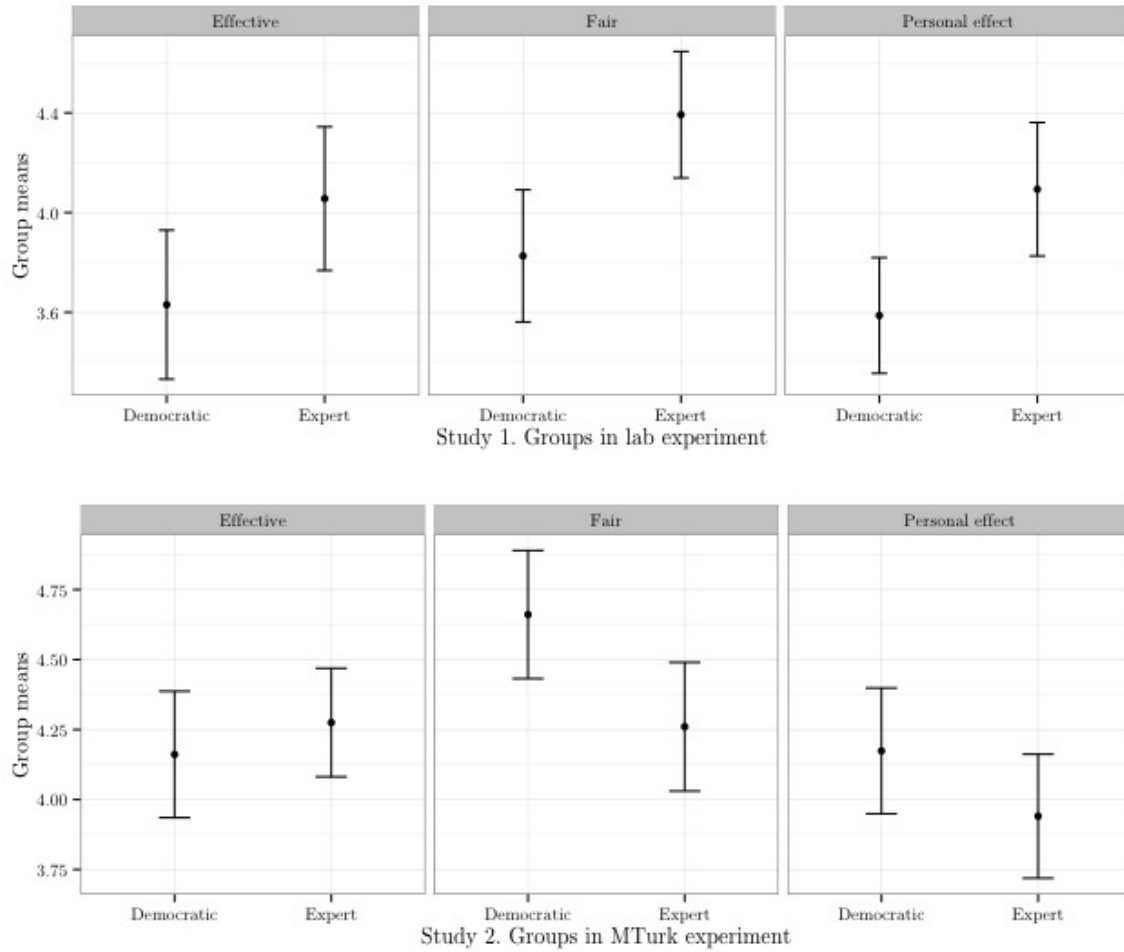 Effective Fair Personal effect
Group means
4.4
4.0
3.6
Democratic Expert Democratic Expert Democratic Expert
Study 1. Groups in lab experiment
Effective Fair Personal effect
Group means
4.75
4.50
4.25
4.00
3.75
Democratic Expert Democratic Expert Democratic Expert
Study 2. Groups in MTurk experiment